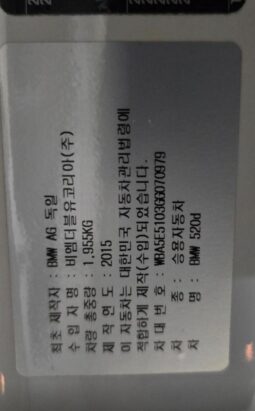 최초 제작자 : BMW AG 독일
수 입 자 명 : 비엠더블유코리아(주)
차량 총중량 : 1,955KG
제 작 연 도 : 2015
이 자동차는 대한민국 자동차관리법령에
적합하게 제작(수입)되었습니다.
차 대 번 호 : WBA5E5103GG070979
차 종 : 승용자동차
차 명 : BMW 520d